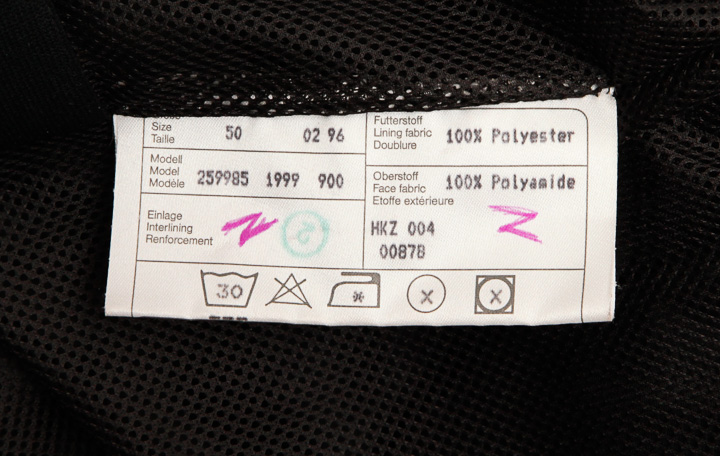 Size 50 02 96
Taille
Modell
Model 259985 1999 900
Modèle
Einlage
Interlining
Renforcement
2
Futterstoff
Lining fabric 100% Polyester
Doublure
Oberstoff
Face fabric 100% Polyamide
Etoffe extérieure
HKZ 004
00878
30
X
X